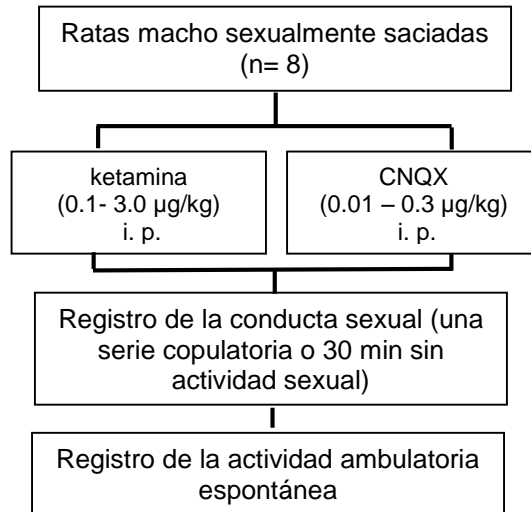 Ratas macho sexualmente saciadas
(n= 8)
ketamina
(0.1- 3.0 µg/kg)
i. p.
CNQX
(0.01 – 0.3 µg/kg)
i. p.
Registro de la conducta sexual (una
serie copulatoria o 30 min sin
actividad sexual)
Registro de la actividad ambulatoria
espontánea